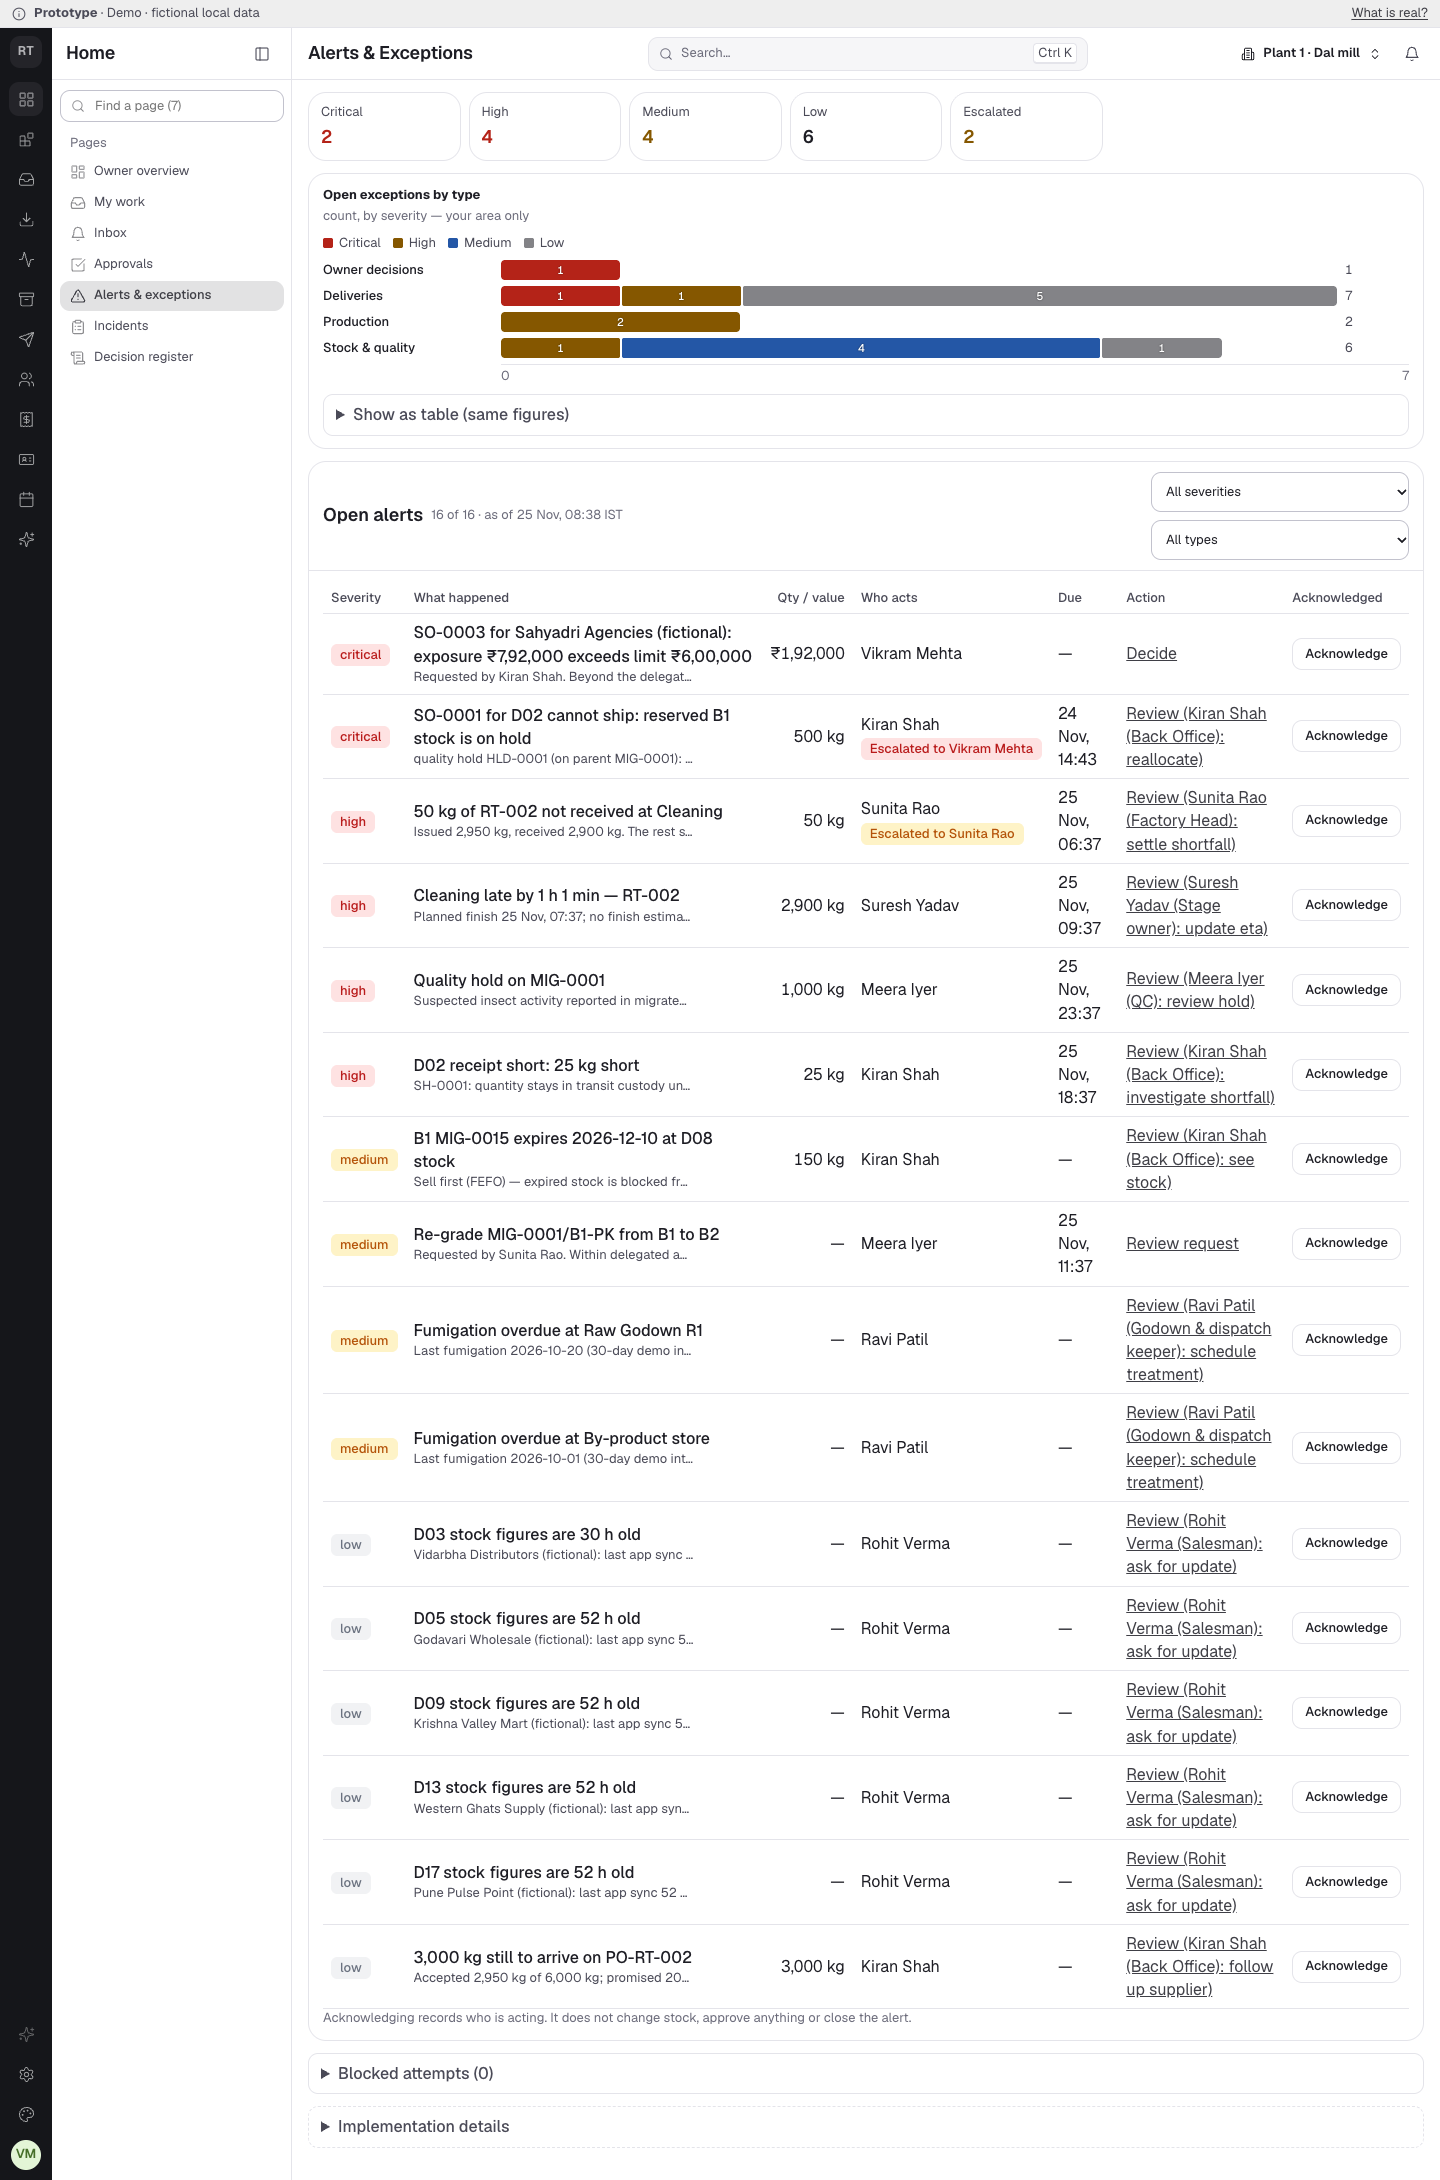 Prototype · Demo · fictional local data
What is real?
RT
Home
Alerts & Exceptions
Search...
Ctrl K
Plant 1 · Dal mill
Find a page (7)
Pages
Owner overview
My work
Inbox
Approvals
Alerts & exceptions
Incidents
Decision register
Critical
2
High
4
Medium
4
Low
6
Escalated
2
Open exceptions by type
count, by severity — your area only
Critical High Medium Low
Owner decisions 1 1
Deliveries 1 1 5 7
Production 2 2
Stock & quality 1 4 1 6
0 7
Show as table (same figures)
Open alerts 16 of 16 · as of 25 Nov, 08:38 IST
All severities
All types
Severity What happened Qty / value Who acts Due Action Acknowledged
critical
SO-0003 for Sahyadri Agencies (fictional):
exposure ₹7,92,000 exceeds limit ₹6,00,000
Requested by Kiran Shah. Beyond the delegat...
₹1,92,000
Vikram Mehta
—
Decide
Acknowledge
critical
SO-0001 for D02 cannot ship: reserved B1
stock is on hold
quality hold HLD-0001 (on parent MIG-0001): ...
500 kg
Kiran Shah
Escalated to Vikram Mehta
24
Nov,
14:43
Review (Kiran Shah
(Back Office):
reallocate)
Acknowledge
high
50 kg of RT-002 not received at Cleaning
Issued 2,950 kg, received 2,900 kg. The rest s...
50 kg
Sunita Rao
Escalated to Sunita Rao
25
Nov,
06:37
Review (Sunita Rao
(Factory Head):
settle shortfall)
Acknowledge
high
Cleaning late by 1 h 1 min — RT-002
Planned finish 25 Nov, 07:37; no finish estima...
2,900 kg
Suresh Yadav
25
Nov,
09:37
Review (Suresh
Yadav (Stage
owner): update eta)
Acknowledge
high
Quality hold on MIG-0001
Suspected insect activity reported in migrate...
1,000 kg
Meera Iyer
25
Nov,
23:37
Review (Meera Iyer
(QC): review hold)
Acknowledge
high
D02 receipt short: 25 kg short
SH-0001: quantity stays in transit custody un...
25 kg
Kiran Shah
25
Nov,
18:37
Review (Kiran Shah
(Back Office):
investigate shortfall)
Acknowledge
medium
B1 MIG-0015 expires 2026-12-10 at D08
stock
Sell first (FEFO) — expired stock is blocked fr...
150 kg
Kiran Shah
—
Review (Kiran Shah
(Back Office): see
stock)
Acknowledge
medium
Re-grade MIG-0001/B1-PK from B1 to B2
Requested by Sunita Rao. Within delegated a...
—
Meera Iyer
25
Nov,
11:37
Review request
Acknowledge
medium
Fumigation overdue at Raw Godown R1
Last fumigation 2026-10-20 (30-day demo in...
—
Ravi Patil
—
Review (Ravi Patil
(Godown & dispatch
keeper): schedule
treatment)
Acknowledge
medium
Fumigation overdue at By-product store
Last fumigation 2026-10-01 (30-day demo int...
—
Ravi Patil
—
Review (Ravi Patil
(Godown & dispatch
keeper): schedule
treatment)
Acknowledge
low
D03 stock figures are 30 h old
Vidarbha Distributors (fictional): last app sync ...
—
Rohit Verma
—
Review (Rohit
Verma (Salesman):
ask for update)
Acknowledge
low
D05 stock figures are 52 h old
Godavari Wholesale (fictional): last app sync 5...
—
Rohit Verma
—
Review (Rohit
Verma (Salesman):
ask for update)
Acknowledge
low
D09 stock figures are 52 h old
Krishna Valley Mart (fictional): last app sync 5...
—
Rohit Verma
—
Review (Rohit
Verma (Salesman):
ask for update)
Acknowledge
low
D13 stock figures are 52 h old
Western Ghats Supply (fictional): last app syn...
—
Rohit Verma
—
Review (Rohit
Verma (Salesman):
ask for update)
Acknowledge
low
D17 stock figures are 52 h old
Pune Pulse Point (fictional): last app sync 52 ...
—
Rohit Verma
—
Review (Rohit
Verma (Salesman):
ask for update)
Acknowledge
low
3,000 kg still to arrive on PO-RT-002
Accepted 2,950 kg of 6,000 kg; promised 20...
3,000 kg
Kiran Shah
—
Review (Kiran Shah
(Back Office): follow
up supplier)
Acknowledge
Acknowledging records who is acting. It does not change stock, approve anything or close the alert.
Blocked attempts (0)
Implementation details
VM